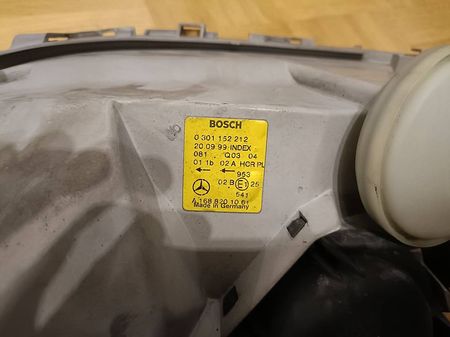 BOSCH
0 301 152 212
20.09.99 INDEX
081 Q03 04
01 1b 02A HCR PL
953
02 B E1 25
641
A 168 820 10 61
Made in Germany